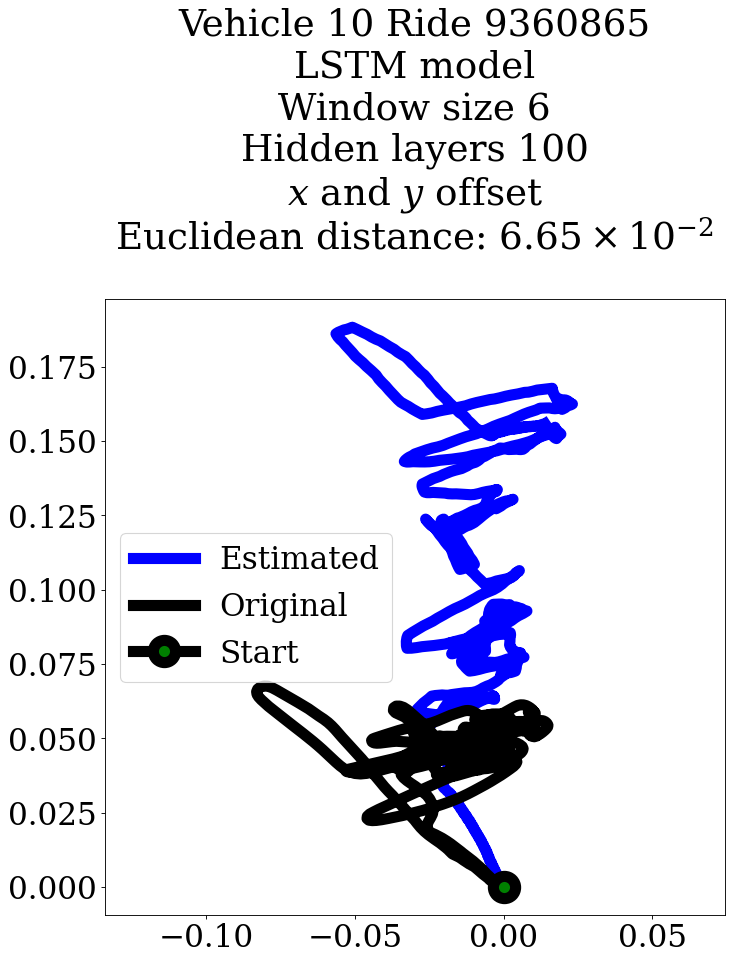 Vehicle 10 Ride 9360865
LSTM model
Window size 6
Hidden layers 100
x and y offset
Euclidean distance: 6.65 × 10⁻²
0.175
0.150
0.125
0.100
0.075
0.050
0.025
0.000
Estimated
Original
Start
−0.10 −0.05 0.00 0.05